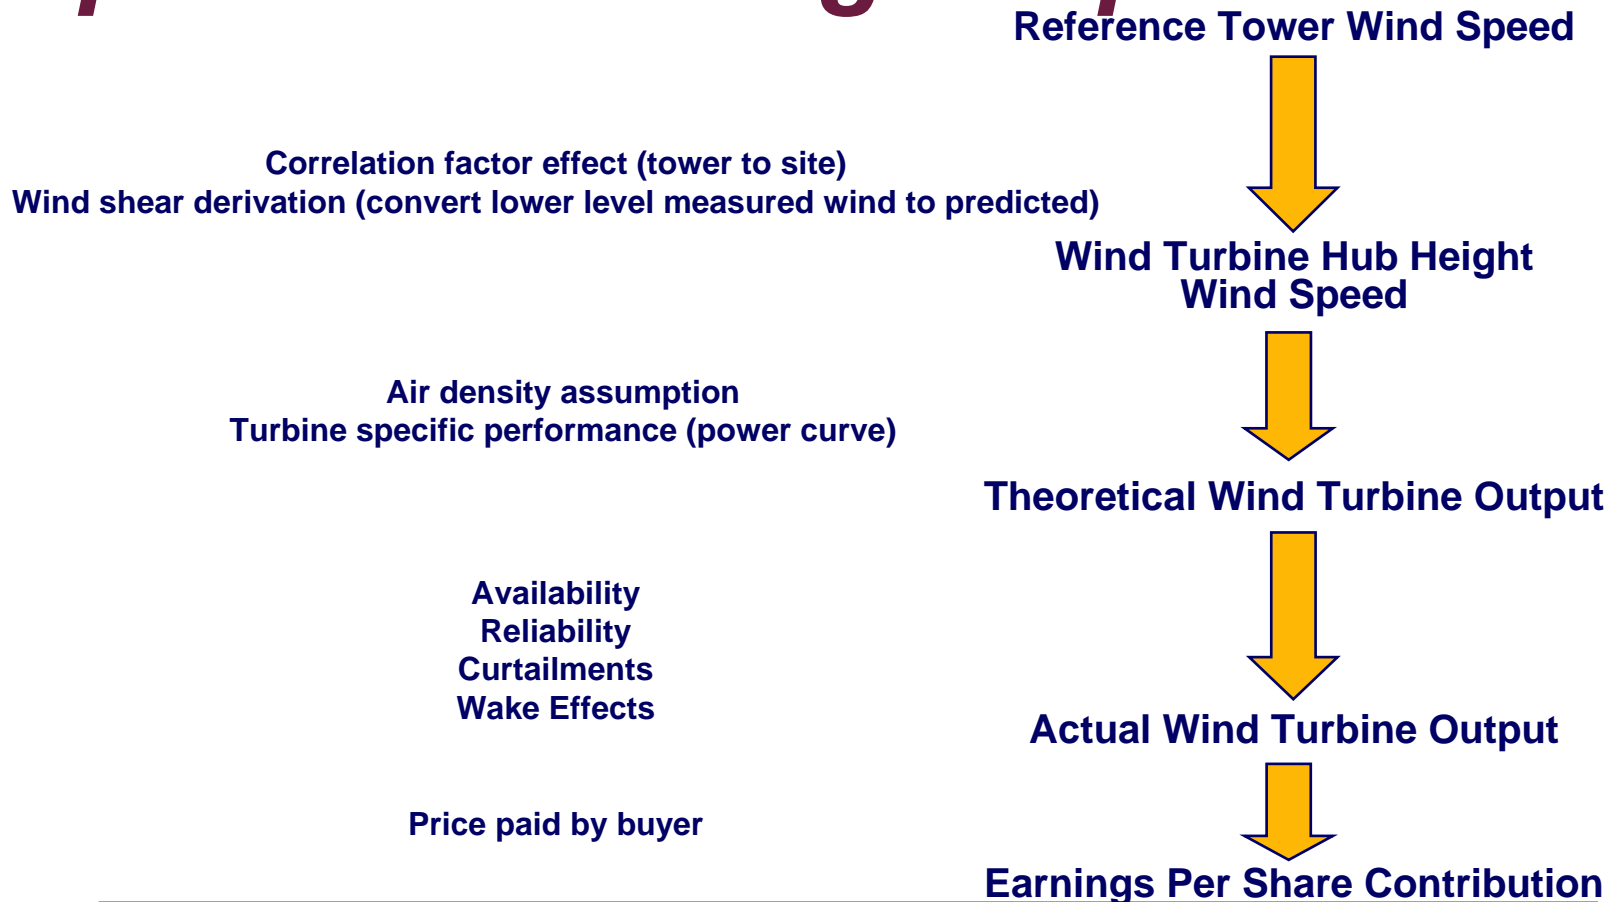 Reference Tower Wind Speed
Correlation factor effect (tower to site)
Wind shear derivation (convert lower level measured wind to predicted)
Wind Turbine Hub Height
Wind Speed
Air density assumption
Turbine specific performance (power curve)
Theoretical Wind Turbine Output
Availability
Reliability
Curtailments
Wake Effects
Actual Wind Turbine Output
Price paid by buyer
Earnings Per Share Contribution